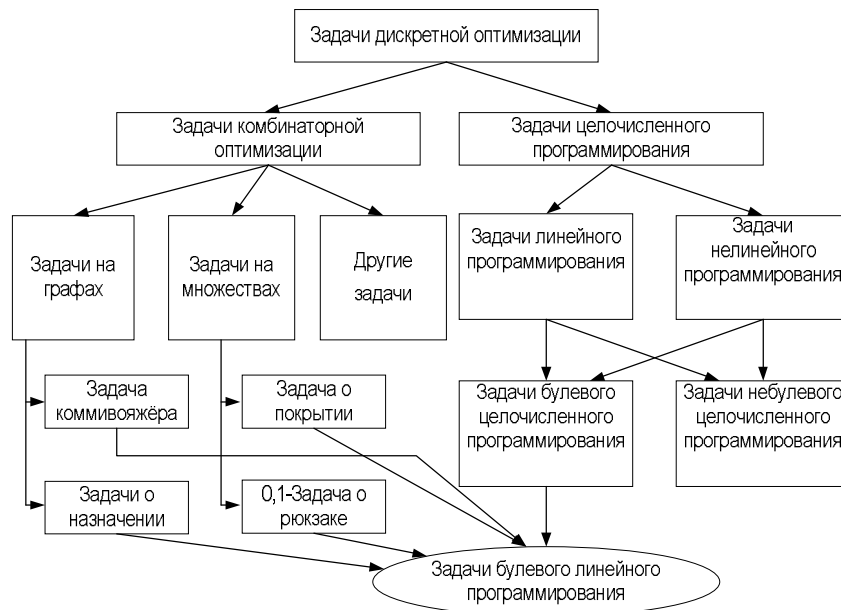 Задачи дискретной оптимизации
Задачи комбинаторной
оптимизации
Задачи целочисленного
программирования
Задачи на
графах
Задачи на
множествах
Другие
задачи
Задачи линейного
программирования
Задачи
нелинейного
программирования
Задача
коммивояжёра
Задача о
покрытии
Задачи булевого
целочисленного
программирования
Задачи небулевого
целочисленного
программирования
Задачи о
назначении
0,1-Задача о
рюкзаке
Задачи булевого линейного
программирования